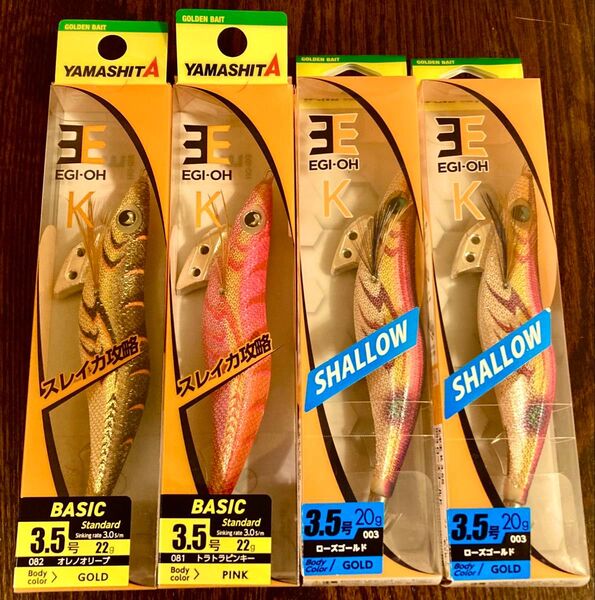 GOLDEN BAIT
YAMASHITA
EGI-OH
K
スレイカ攻略
BASIC
Standard
Sinking rate 3.0s/m
3.5号 22g
082 オレノオリーブ
Body color GOLD
GOLDEN BAIT
YAMASHITA
EGI-OH
K
スレイカ攻略
BASIC
Standard
Sinking rate 3.0s/m
3.5号 22g
081 トラトラピンキー
Body color PINK
GOLDEN BAIT
EGI-OH
K
SHALLOW
3.5号 20g
003
ローズゴールド
Body Color/ GOLD
GOLDEN BAIT
EGI-OH
K
SHALLOW
3.5号 20g
003
ローズゴールド
Body Color/ GOLD